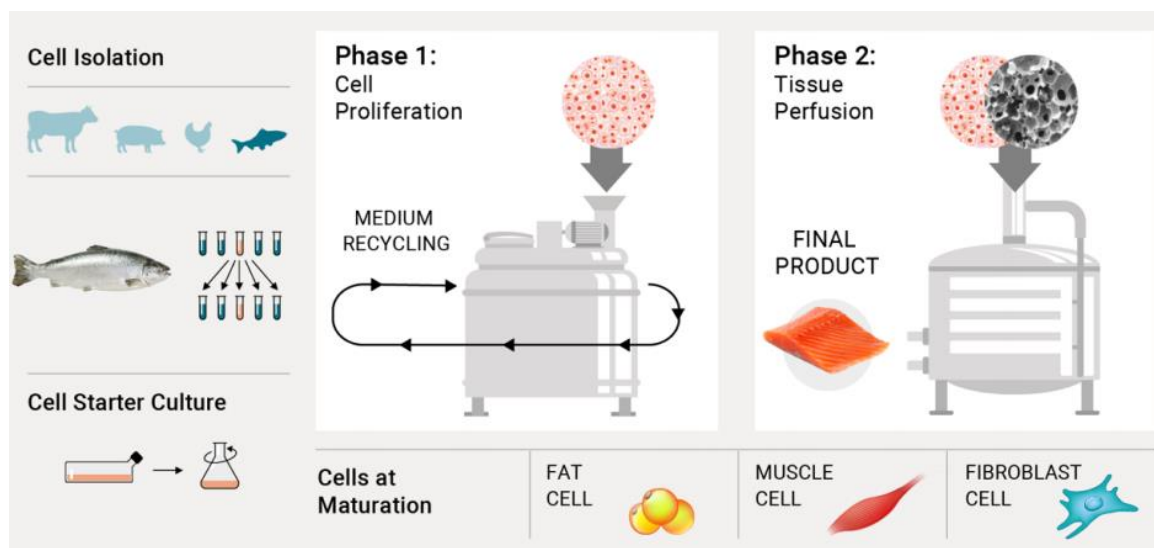 Cell Isolation
Cell Starter Culture
Phase 1:
Cell
Proliferation
MEDIUM
RECYCLING
Phase 2:
Tissue
Perfusion
FINAL
PRODUCT
Cells at
Maturation
FAT
CELL
MUSCLE
CELL
FIBROBLAST
CELL